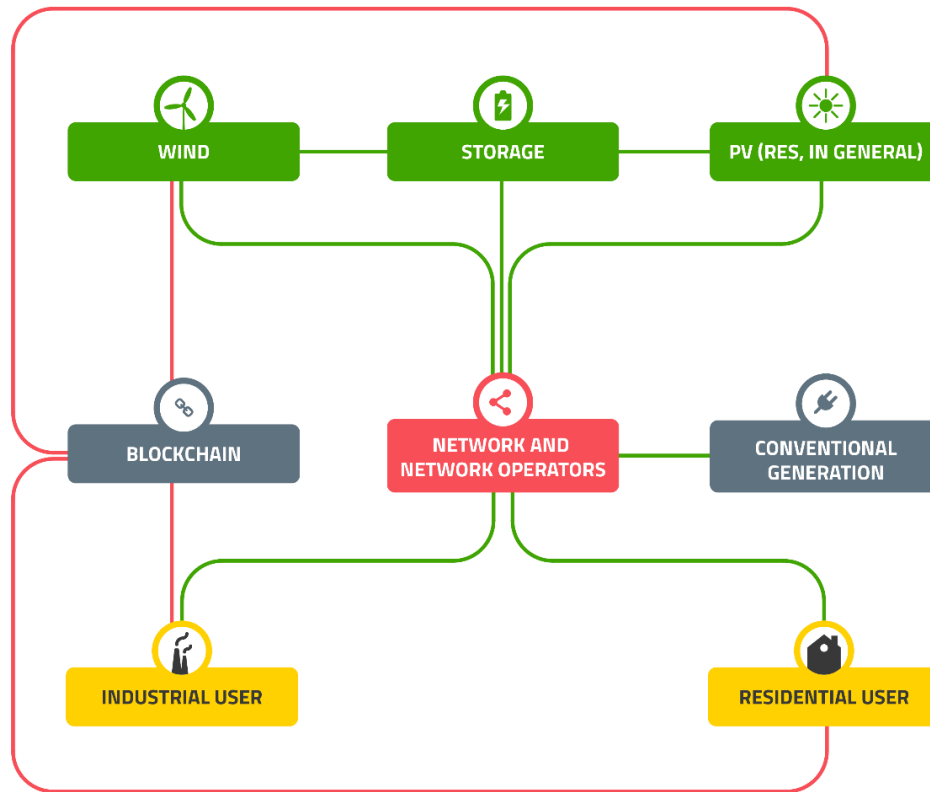 WIND
STORAGE
PV (RES, IN GENERAL)
BLOCKCHAIN
NETWORK AND
NETWORK OPERATORS
CONVENTIONAL
GENERATION
INDUSTRIAL USER
RESIDENTIAL USER